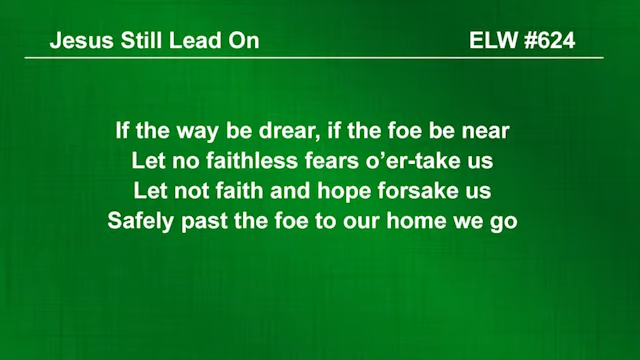 Jesus Still Lead On
ELW #624
If the way be drear, if the foe be near
Let no faithless fears o’er-take us
Let not faith and hope forsake us
Safely past the foe to our home we go